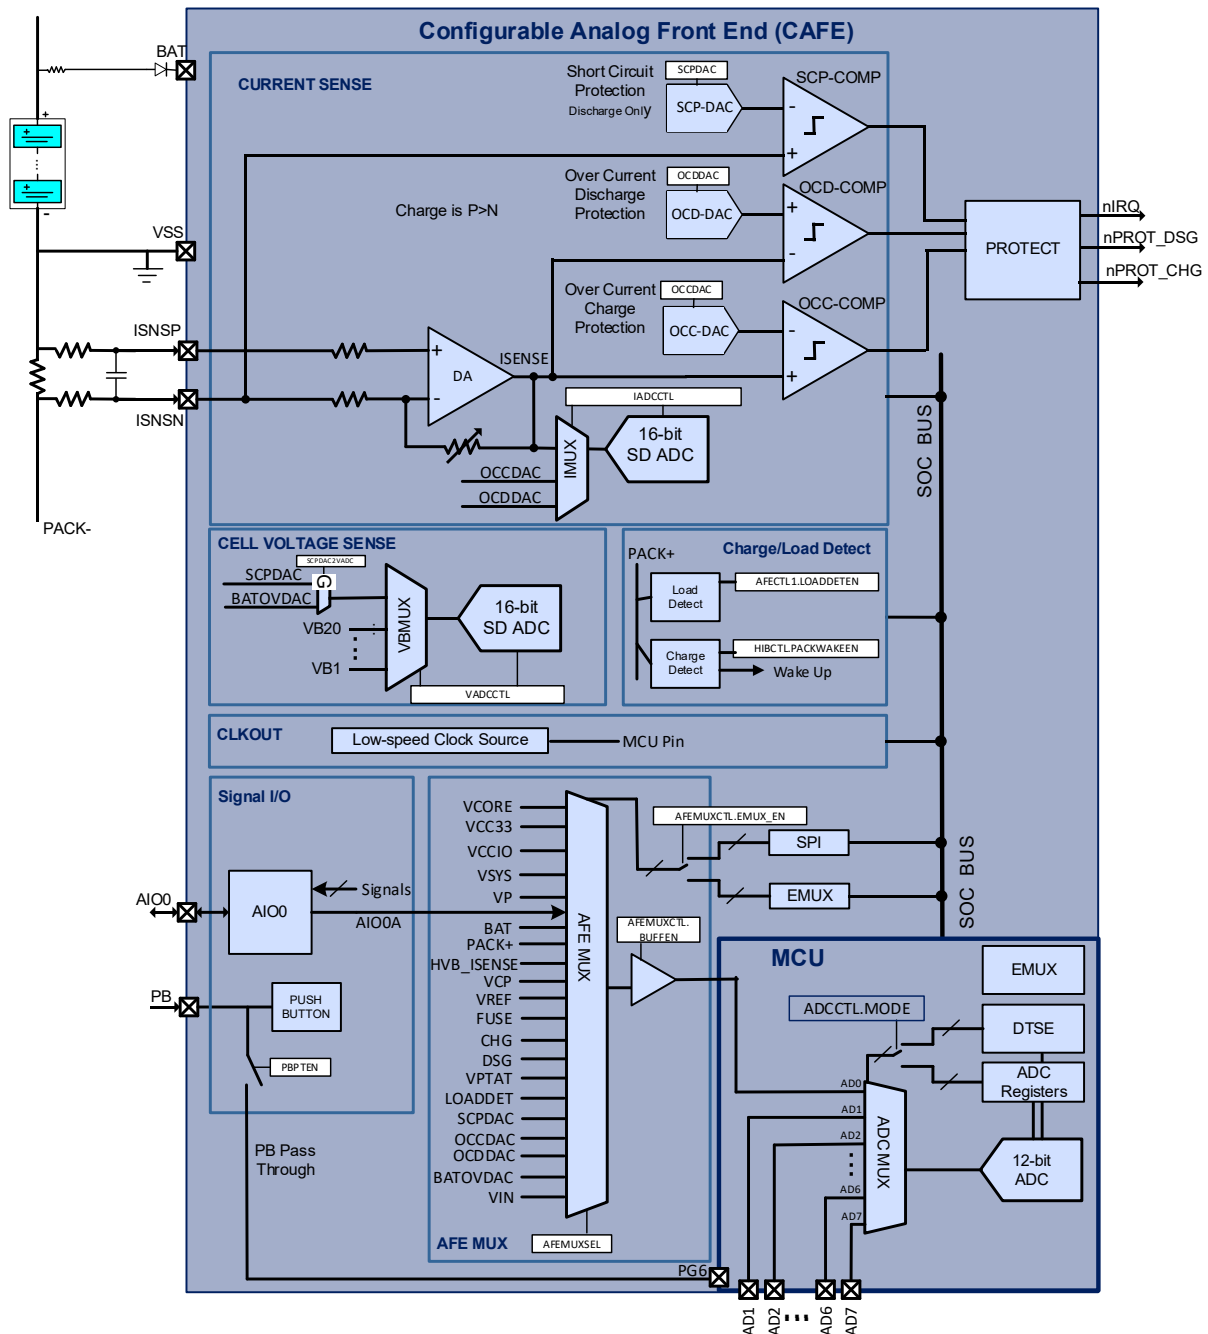 Configurable Analog Front End (CAFE)
BAT
CURRENT SENSE
Short Circuit
Protection
Discharge Only
SCPDAC
SCP-DAC
SCP-COMP
-
+
+
-
Over Current
Discharge
Protection
OCDDAC
OCD-DAC
OCD-COMP
+
-
Charge is P>N
VSS
PROTECT
nIRQ
nPROT_DSG
nPROT_CHG
Over Current
Charge
Protection
OCCDAC
OCC-DAC
OCC-COMP
-
+
ISNSP
ISNSN
+
DA
-
ISENSE
IADCCTL
IMUX
16-bit
SD ADC
OCCDAC
OCDDAC
SOC BUS
PACK-
CELL VOLTAGE SENSE
SCPDAC2VADC
SCPDAC
G
BATOVDAC
VB20
VB1
VBMUX
16-bit
SD ADC
VADCCTL
PACK+
Charge/Load Detect
Load
Detect
AFECTL1.LOADDETEN
Charge
Detect
HIBCTL.PACKWAKEEN
Wake Up
CLKOUT
Low-speed Clock Source
MCU Pin
Signal I/O
AIO0
AIO0
Signals
AIO0A
PB
PUSH
BUTTON
PBPTEN
PB Pass
Through
VCORE
VCC33
VCCIO
VSYS
VP
BAT
PACK+
HVB_ISENSE
VCP
VREF
FUSE
CHG
DSG
VPTAT
LOADDET
SCPDAC
OCCDAC
OCDDAC
BATOVDAC
VIN
AFE MUX
AFEMUXSEL
AFE MUX
AFEMUXCTL.EMUX_EN
SPI
EMUX
AFEMUXCTL.
BUFFEN
SOC BUS
MCU
EMUX
ADCCTL.MODE
DTSE
ADC
Registers
AD0
AD1
AD2
AD6
AD7
ADC MUX
12-bit
ADC
PG6
AD1
AD2
AD6
AD7